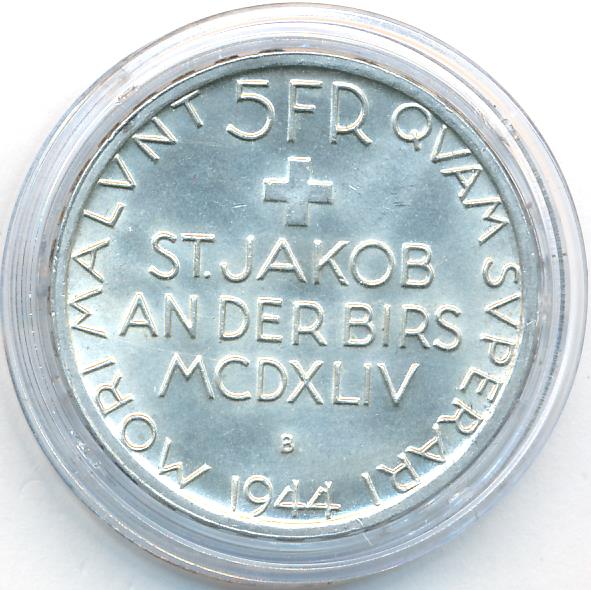 5FR
MORI MALVNT QVAM SVPERARI
ST. JAKOB
AN DER BIRS
MCDXLIV
B
1944